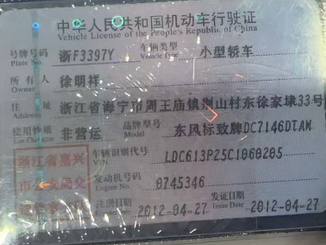 中华人民共和国机动车行驶证
Vehicle License of the People's Republic of China
号牌号码 浙F3397Y 车辆类型 小型轿车
Plate No. Vehicle Type
所有人 徐明祥
Owner
住址 浙江省海宁市周王庙镇荆山村东徐家埭33号
使用性质 非营运 品牌型号 东风标致牌DC7146DTAM
Use Character Model
浙江省嘉兴 车辆识别代号 LDC613P25C1060205
VIN
发动机号码 8745346
Engine No.
注册日期 2012-04-27 发证日期 2012-04-27
Issue Date